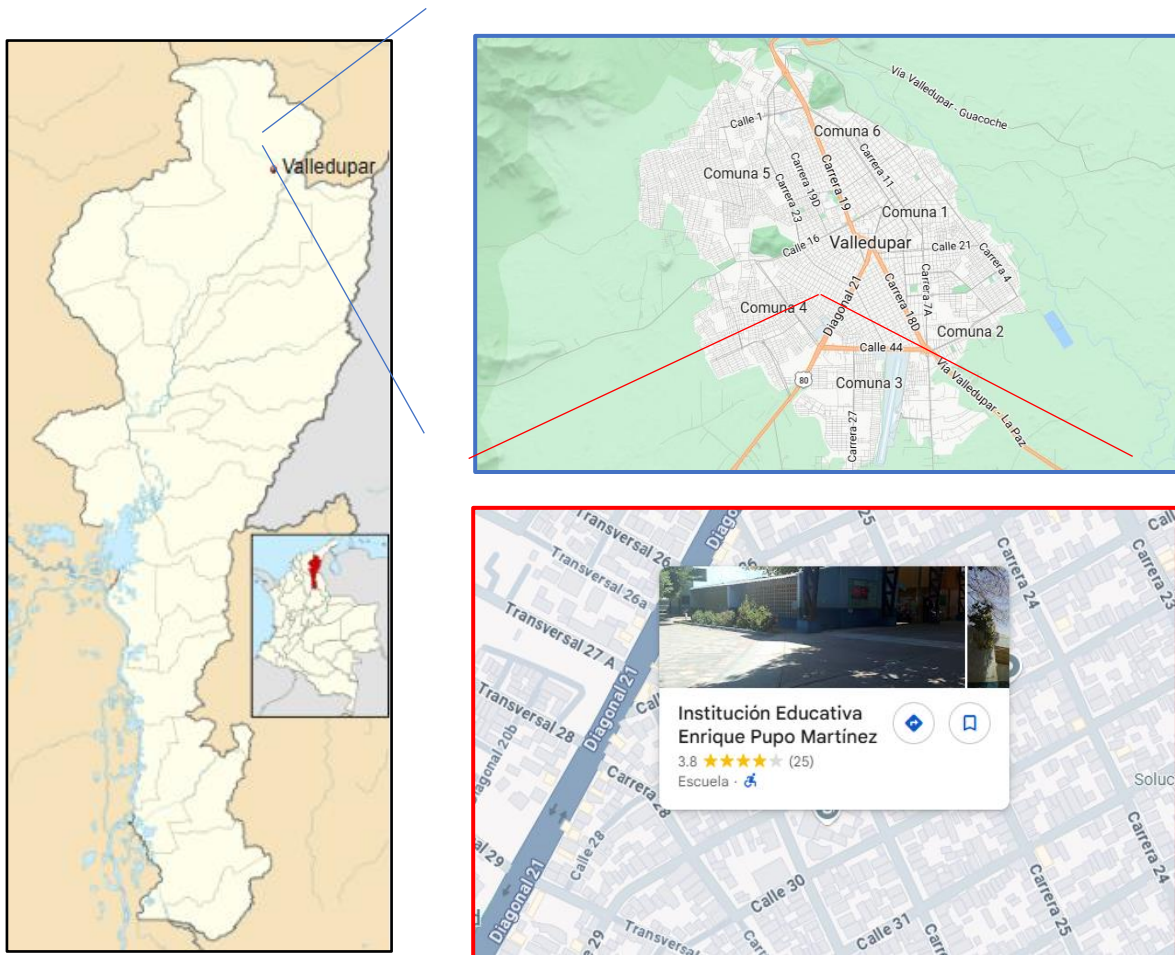 Valledupar
Vía Valledupar - Guacoche
Calle 1
Comuna 6
Comuna 5
Carrera 19D
Carrera 23
Carrera 19
Carrera 11
Comuna 1
Calle 16
Valledupar
Calle 21
Carrera 4
Comuna 4
Diagonal 21
Carrera 18D
Carrera 7A
Comuna 2
Calle 44
80
Comuna 3
Vía Valledupar - La Paz
Carrera 27
Transversal 26
Transversal 26a
Transversal 27 A
Transversal 28
Diagonal 20b
Diagonal 21
25
Carrera 24
Carrera 23
Institución Educativa
Enrique Pupo Martínez
3.8
(25)
Escuela ·
Carrera 28
Calle 28
Diagonal 21
Calle 30
Calle 31
Carrera 25
Carrera 24
Transversal
29